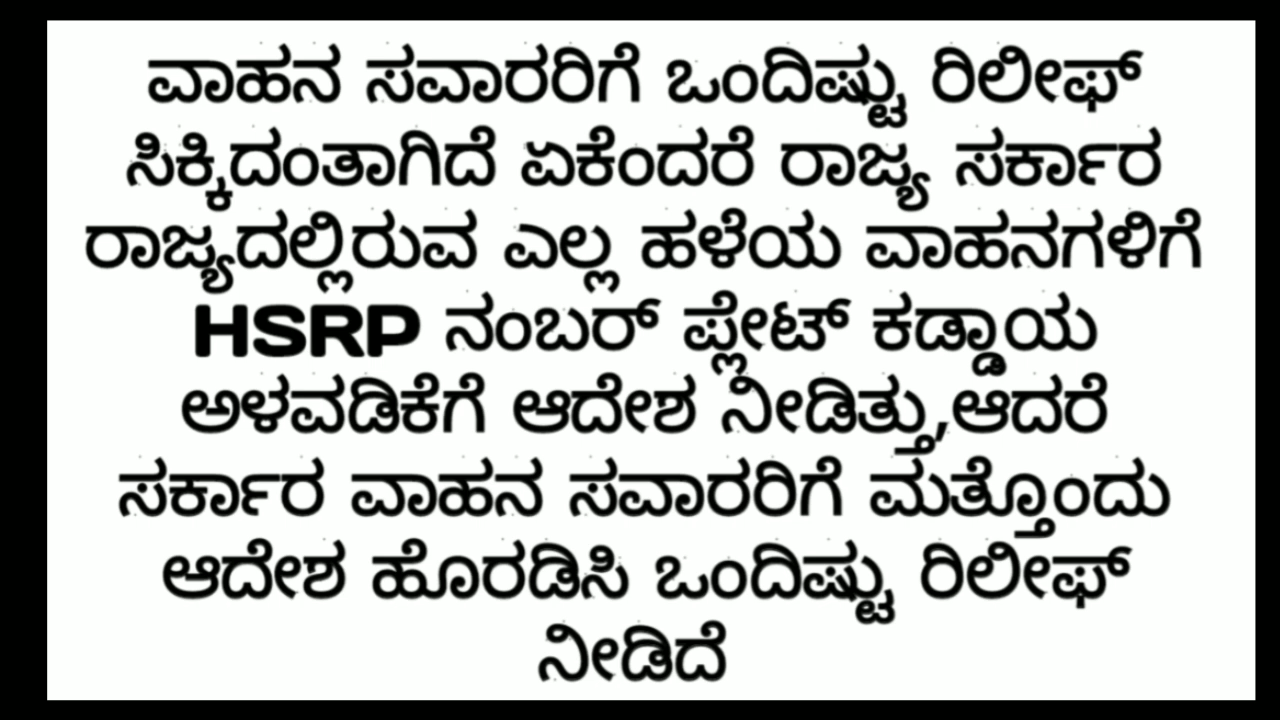 ವಾಹನ ಸವಾರರಿಗೆ ಒಂದಿಷ್ಟು ರಿಲೀಫ್
ಸಿಕ್ಕಿದಂತಾಗಿದೆ ಏಕೆಂದರೆ ರಾಜ್ಯ ಸರ್ಕಾರ
ರಾಜ್ಯದಲ್ಲಿರುವ ಎಲ್ಲ ಹಳೆಯ ವಾಹನಗಳಿಗೆ
HSRP ನಂಬರ್ ಪ್ಲೇಟ್ ಕಡ್ಡಾಯ
ಅಳವಡಿಕೆಗೆ ಆದೇಶ ನೀಡಿತ್ತು,ಆದರೆ
ಸರ್ಕಾರ ವಾಹನ ಸವಾರರಿಗೆ ಮತ್ತೊಂದು
ಆದೇಶ ಹೊರಡಿಸಿ ಒಂದಿಷ್ಟು ರಿಲೀಫ್
ನೀಡಿದೆ